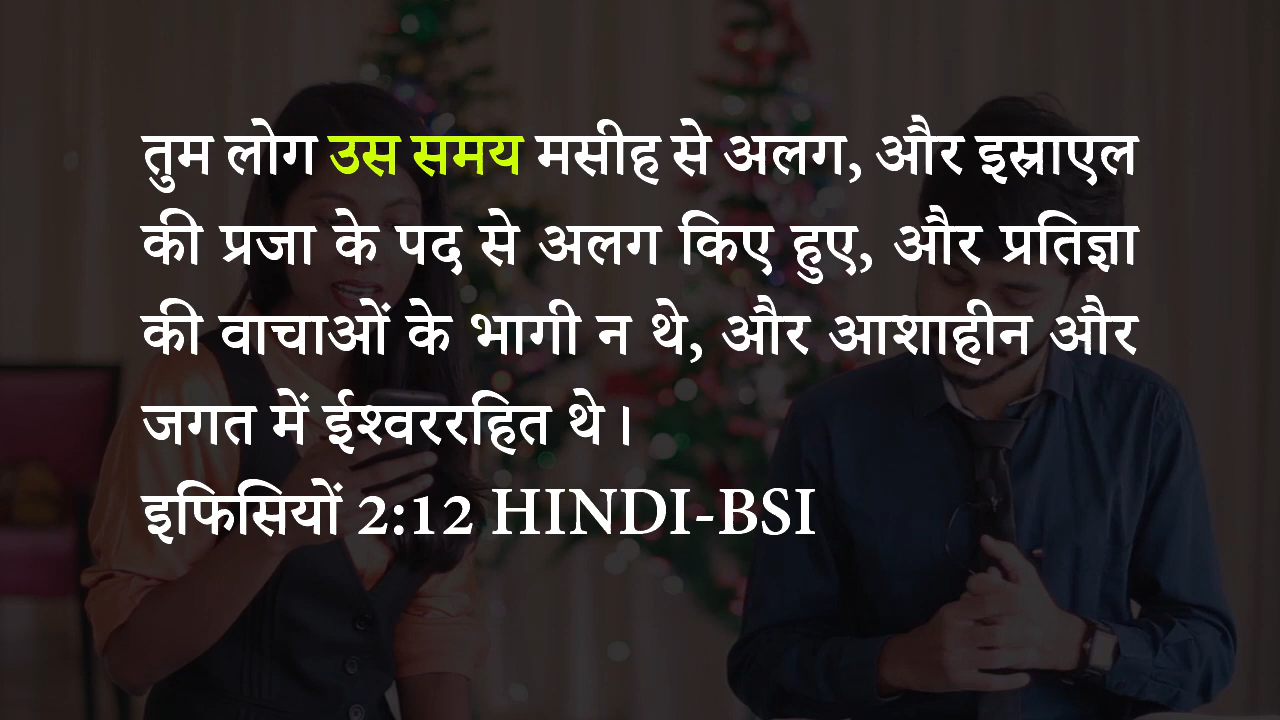 तुम लोग उस समय मसीह से अलग, और इस्राएल
की प्रजा के पद से अलग किए हुए, और प्रतिज्ञा
की वाचाओं के भागी न थे, और आशाहीन और
जगत में ईश्वररहित थे।
इफिसियों 2:12 HINDI-BSI